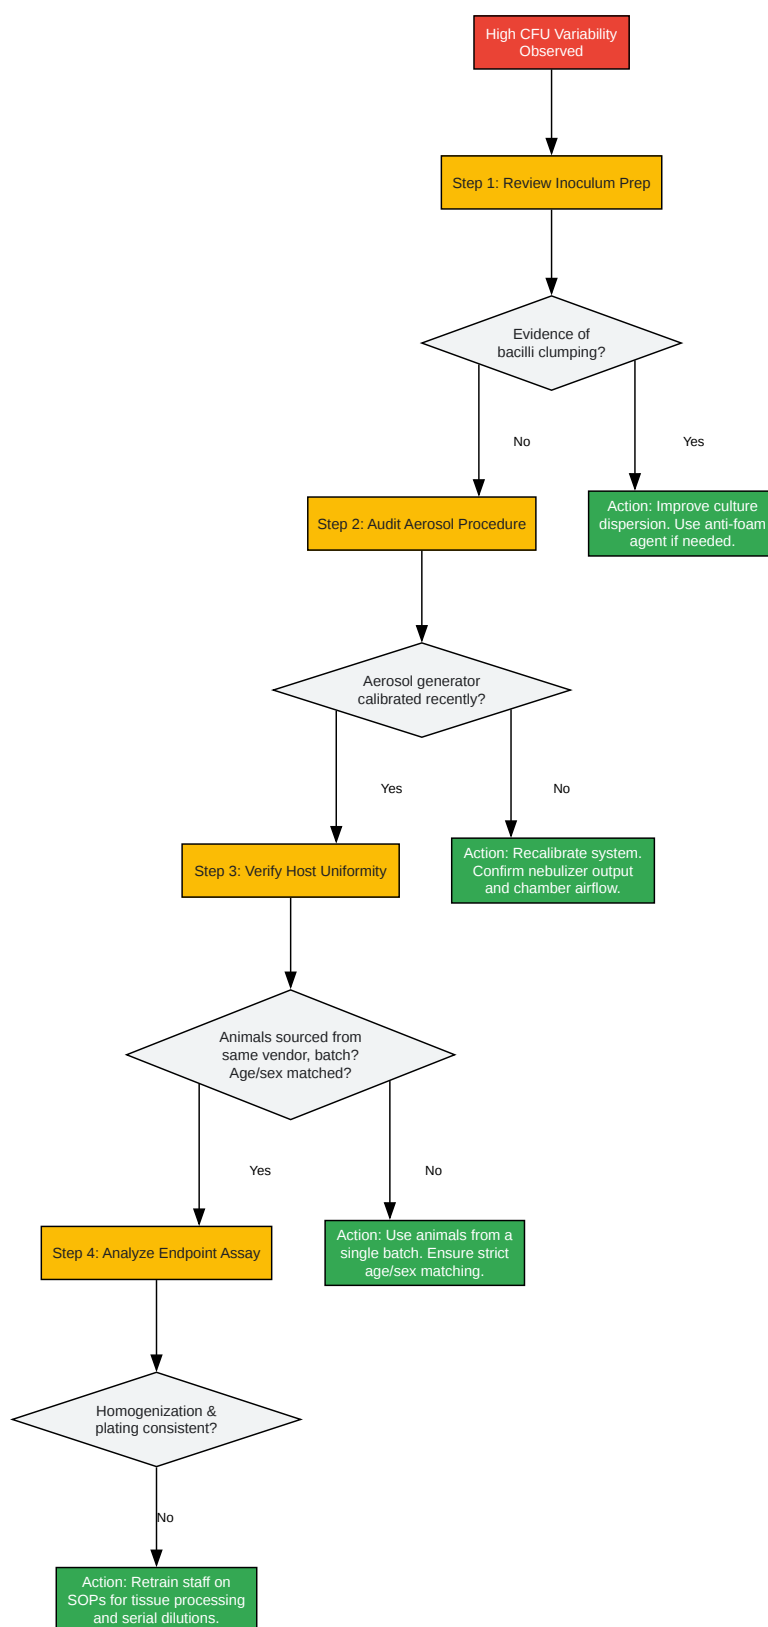 High CFU Variability
Observed
Step 1: Review Inoculum Prep
Evidence of
bacilli clumping?
No
Yes
Step 2: Audit Aerosol Procedure
Action: Improve culture
dispersion. Use anti-foam
agent if needed.
Aerosol generator
calibrated recently?
Yes
No
Step 3: Verify Host Uniformity
Action: Recalibrate system.
Confirm nebulizer output
and chamber airflow.
Animals sourced from
same vendor, batch?
Age/sex matched?
Yes
No
Step 4: Analyze Endpoint Assay
Action: Use animals from a
single batch. Ensure strict
age/sex matching.
Homogenization &
plating consistent?
No
Action: Retrain staff on
SOPs for tissue processing
and serial dilutions.